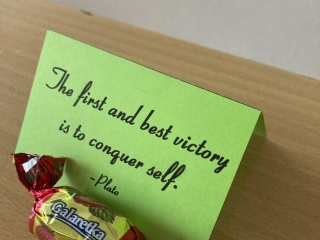 The first and best victory
is to conquer self.
-Plato
Galaretka